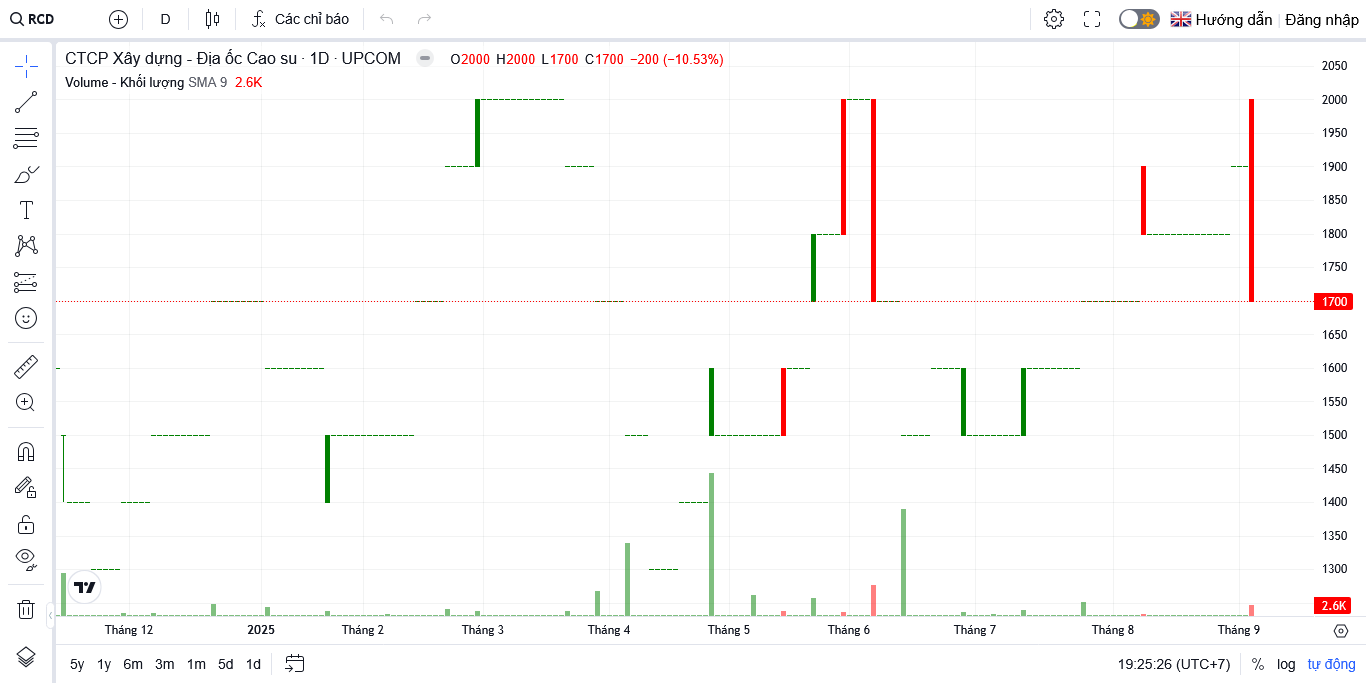 RCD D Các chỉ báo Hướng dẫn Đăng nhập
CTCP Xây dựng - Địa ốc Cao su · 1D · UPCOM O2000 H2000 L1700 C1700 −200 (−10.53%)
Volume - Khối lượng SMA 9 2.6K
2050
2000
1950
1900
1850
1800
1750
1700
1650
1600
1550
1500
1450
1400
1350
1300
2.6K
Tháng 12 2025 Tháng 2 Tháng 3 Tháng 4 Tháng 5 Tháng 6 Tháng 7 Tháng 8 Tháng 9
5y 1y 6m 3m 1m 5d 1d 19:25:26 (UTC+7) % log tự động